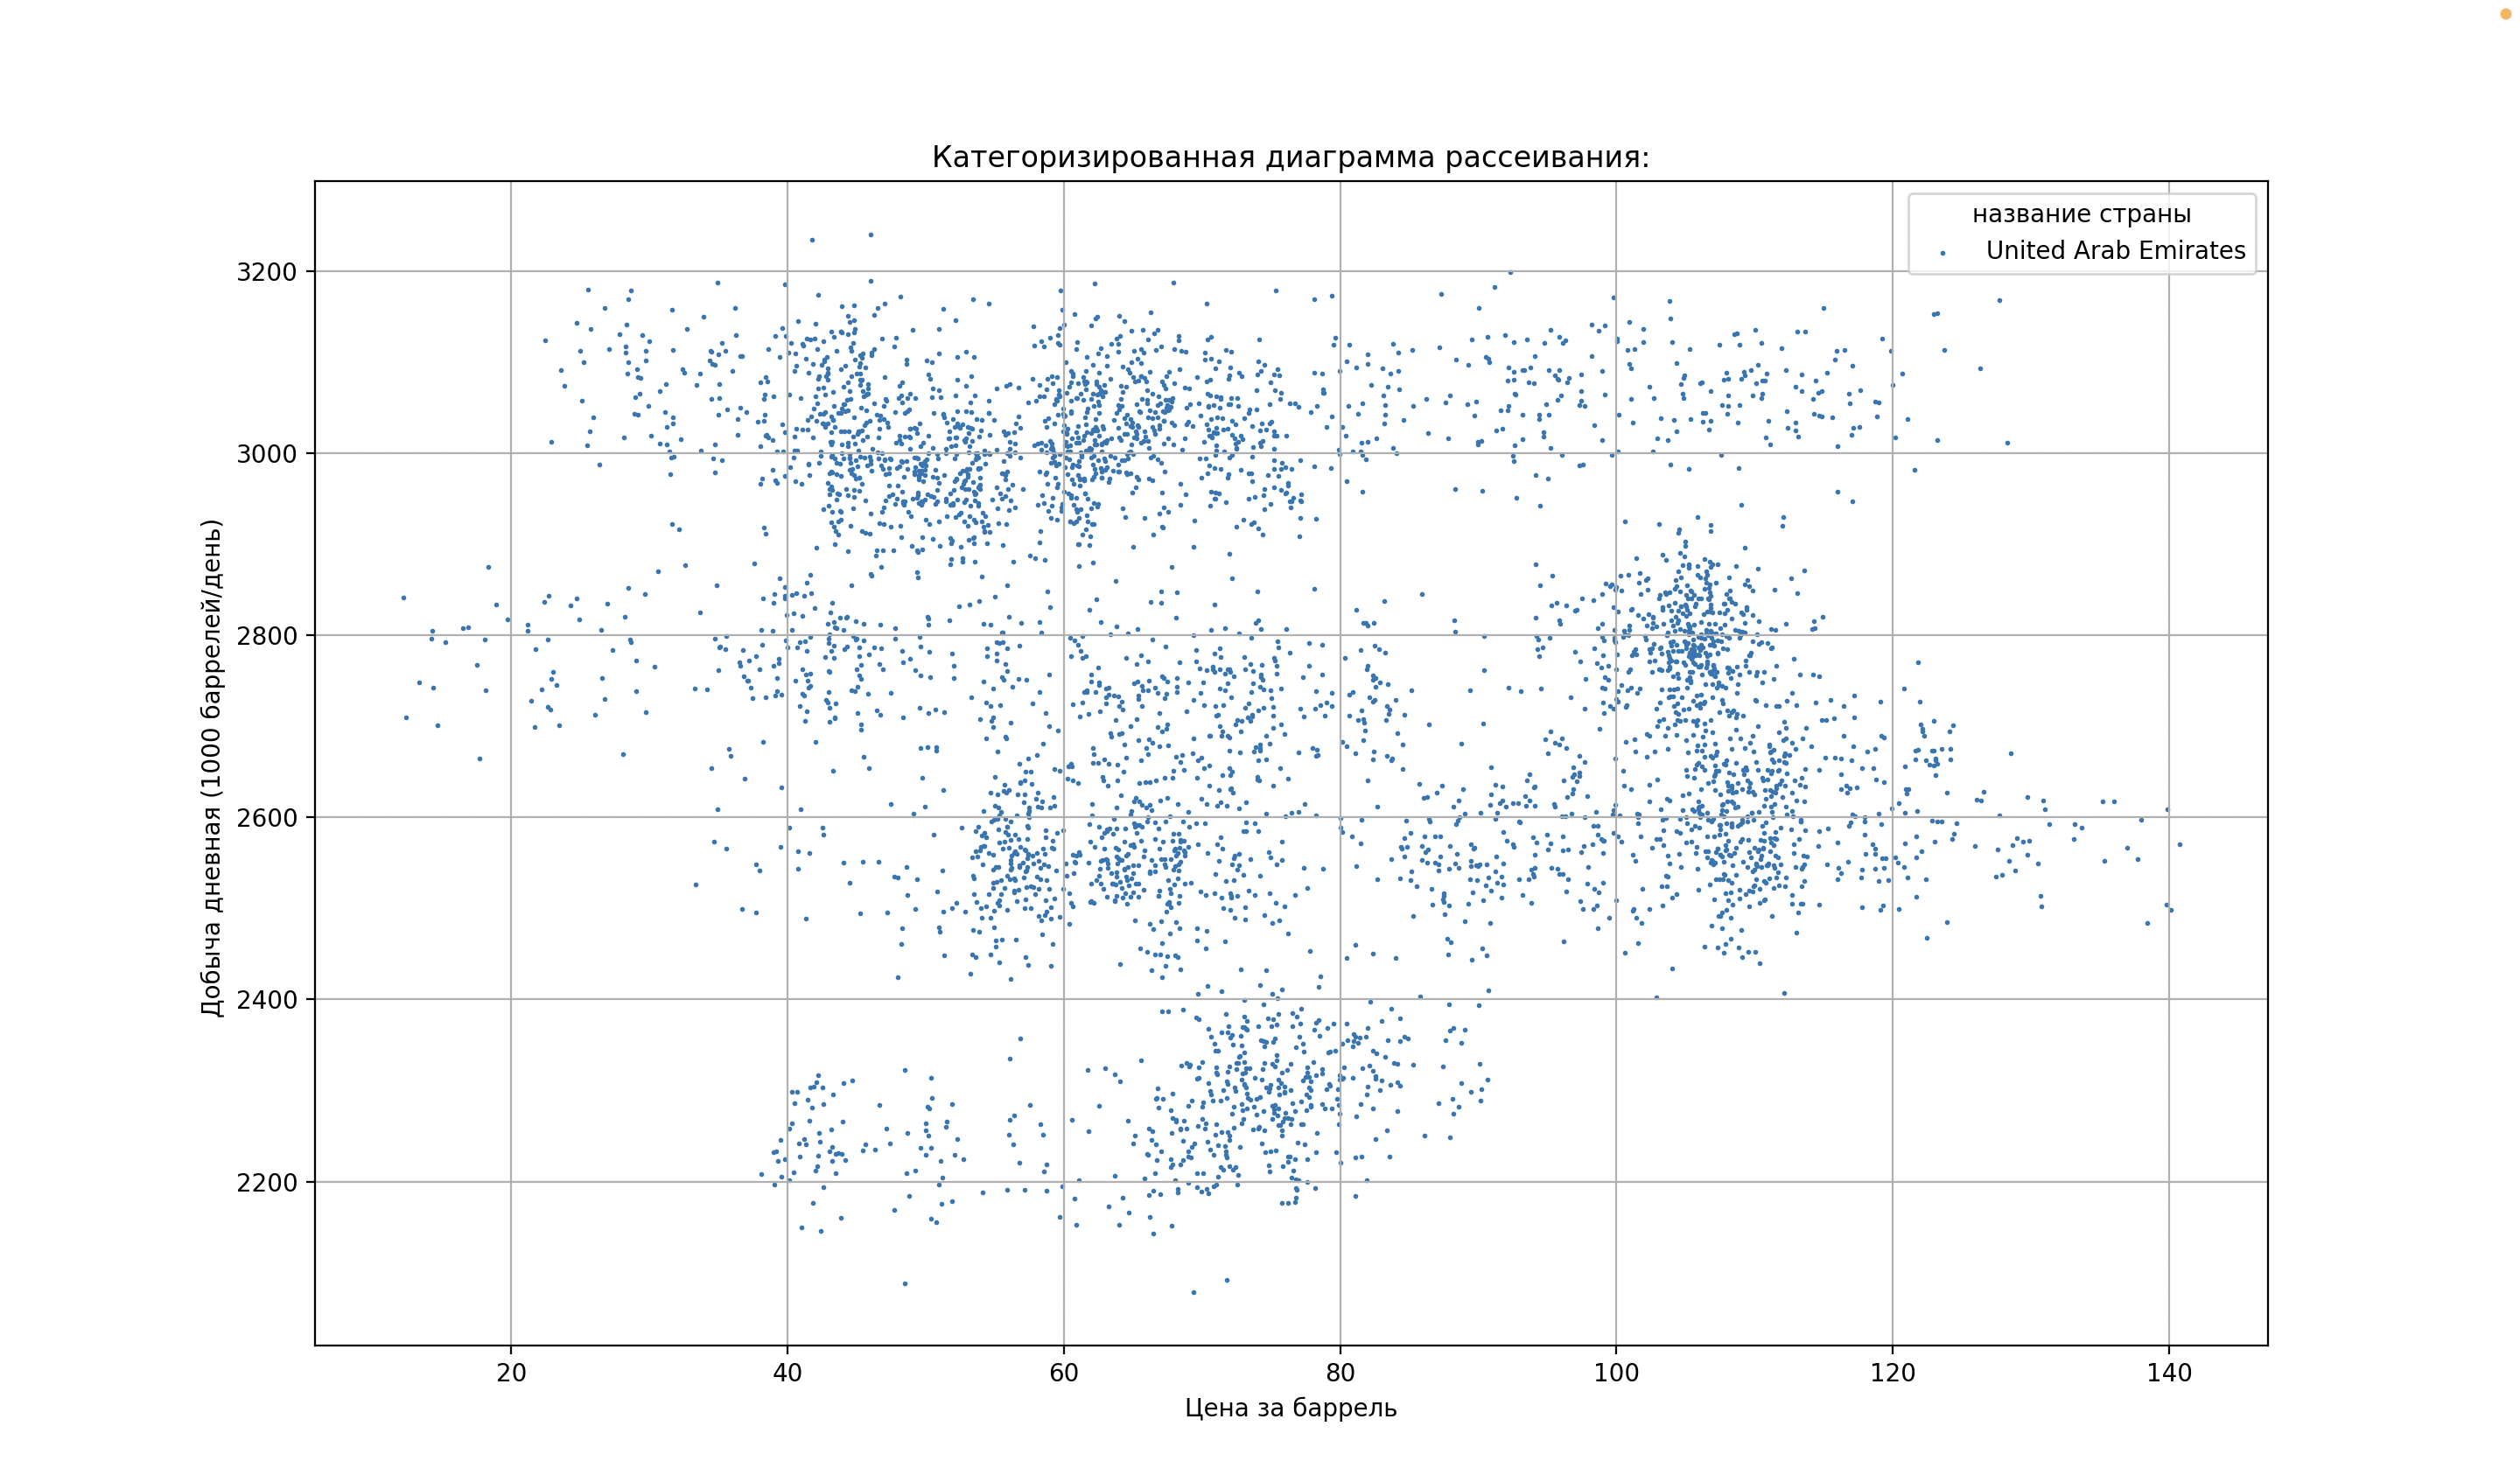 Категоризированная диаграмма рассеивания:
название страны
United Arab Emirates
3200
3000
2800
2600
2400
2200
Добыча дневная (1000 баррелей/день)
20 40 60 80 100 120 140
Цена за баррель